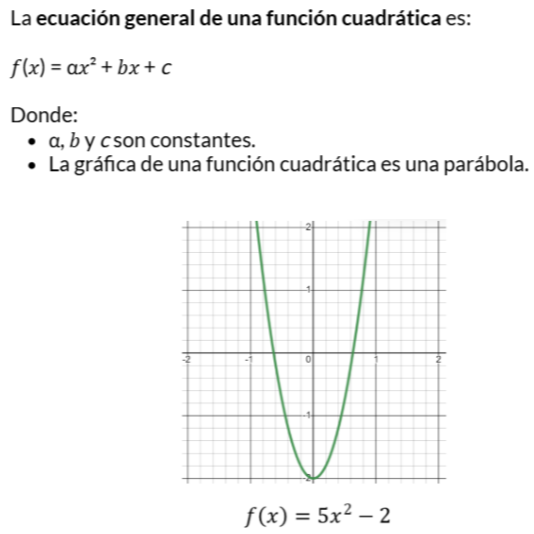 La ecuación general de una función cuadrática es:
f(x) = ax² + bx + c
Donde:
• a, b y c son constantes.
• La gráfica de una función cuadrática es una parábola.
2
1
-2 -1 0 1 2
-1
-2
f(x) = 5x² − 2